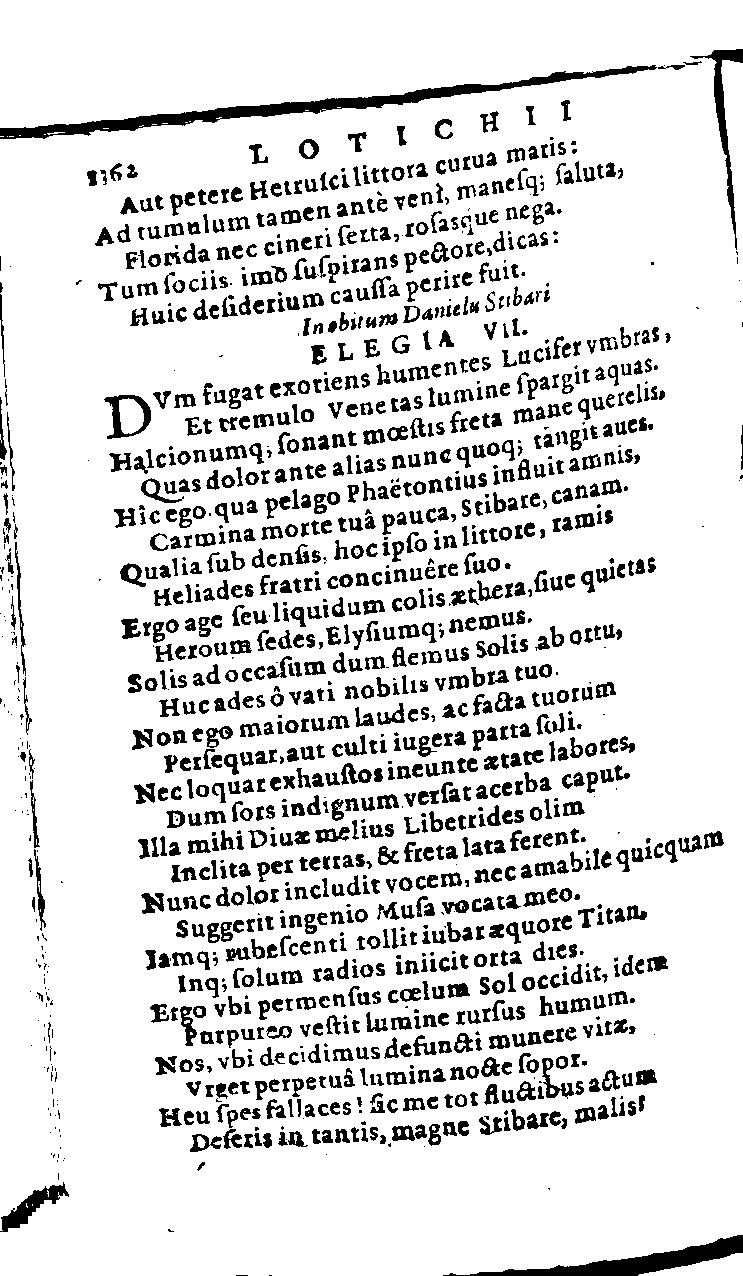 1362 LOTICHII
Aut petere Hetruſci littora curua maris:
Ad tumulum tamen antè veni, maneſq; ſaluta,
Florida nec cineri ſerta, roſasque nega.
Tum ſociis imò ſuſpirans pectore, dicas:
Huic deſiderium cauſſa perire fuit.
In obitum Danielis Stibari
ELEGIA VII.
DVm fugat exoriens humentes Lucifer vmbras,
Et tremulo Venetas lumine ſpargit aquas.
Halcionumq; ſonant mœſtis freta mane querelis,
Quas dolor ante alias nunc quoq; tangit aues.
Hîc ego qua pelago Phaëtontius influit amnis,
Carmina morte tuâ pauca, Stibare, canam.
Qualia ſub denſis, hoc ipſo in littore, ramis
Heliades fratri concinuêre ſuo.
Ergo age ſeu liquidum colis æthera, ſiue quietas
Heroum ſedes, Elyſiumq; nemus.
Solis ad occaſum dum flemus Solis ab ortu,
Huc ades ô vati nobilis vmbra tuo.
Non ego maiorum laudes, ac facta tuorum
Perſequar, aut culti iugera parta ſoli.
Nec loquar exhauſtos ineunte ætate labores,
Dum ſors indignum verſat acerba caput.
Illa mihi Diuæ melius Libetrides olim
Inclita per terras, & freta lata ferent.
Nunc dolor includit vocem, nec amabile quicquam
Suggerit ingenio Muſa vocata meo.
Iamq; rubeſcenti tollit iubar æquore Titan,
Inq; ſolum radios iniicit orta dies.
Ergo vbi permenſus cœlum Sol occidit, idem
Purpureo veſtit lumine rurſus humum.
Nos, vbi decidimus defuncti munere vitæ,
Vrget perpetuâ lumina nocte ſopor.
Heu ſpes fallaces! ſic me tot fluctibus actum
Deſeris in tantis, magne Stibare, malis!